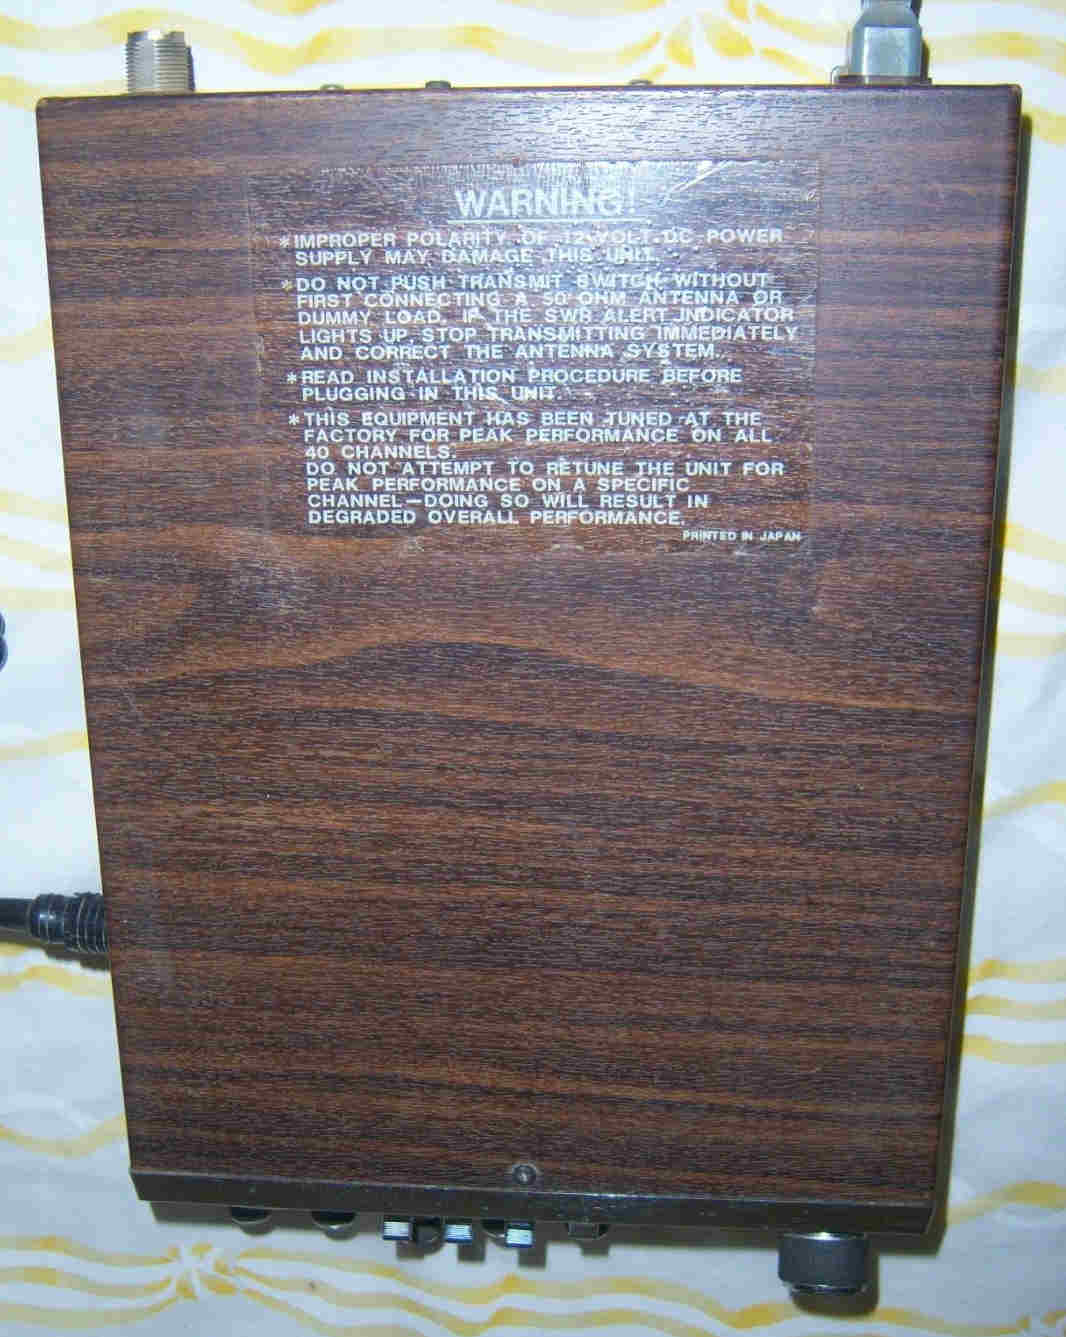 WARNING!
*IMPROPER POLARITY OF 12-VOLT DC POWER
SUPPLY MAY DAMAGE THIS UNIT.
*DO NOT PUSH TRANSMIT SWITCH WITHOUT
FIRST CONNECTING A 50 OHM ANTENNA OR
DUMMY LOAD. IF THE SWR ALERT INDICATOR
LIGHTS UP, STOP TRANSMITTING IMMEDIATELY
AND CORRECT THE ANTENNA SYSTEM.
*READ INSTALLATION PROCEDURE BEFORE
PLUGGING-IN THIS UNIT.
*THIS EQUIPMENT HAS BEEN TUNED AT THE
FACTORY FOR PEAK PERFORMANCE ON ALL
40 CHANNELS.
DO NOT ATTEMPT TO RETUNE THE UNIT FOR
PEAK PERFORMANCE ON A SPECIFIC
CHANNEL—DOING SO WILL RESULT IN
DEGRADED OVERALL PERFORMANCE.
PRINTED IN JAPAN